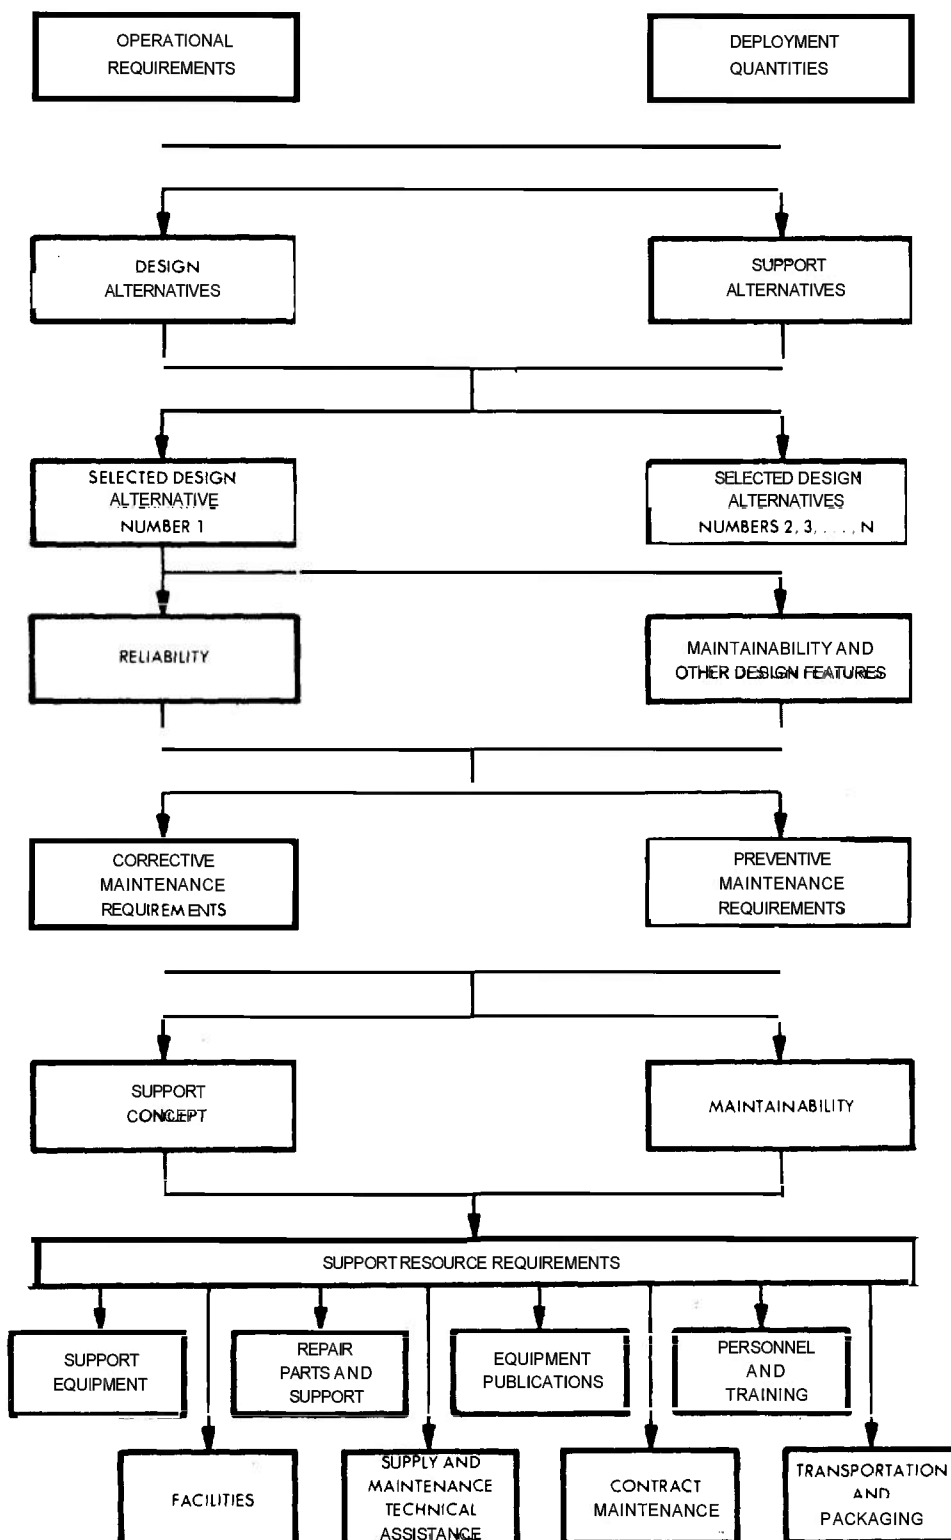 OPERATIONAL
REQUIREMENTS
DEPLOYMENT
QUANTITIES
DESIGN
ALTERNATIVES
SUPPORT
ALTERNATIVES
SELECTED DESIGN
ALTERNATIVE
NUMBER 1
SELECTED DESIGN
ALTERNATIVES
NUMBERS 2, 3, . . . , N
RELIABILITY
MAINTAINABILITY AND
OTHER DESIGN FEATURES
CORRECTIVE
MAINTENANCE
REQUIREMENTS
PREVENTIVE
MAINTENANCE
REQUIREMENTS
SUPPORT
CONCEPT
MAINTAINABILITY
SUPPORT RESOURCE REQUIREMENTS
SUPPORT
EQUIPMENT
REPAIR
PARTS AND
SUPPORT
EQUIPMENT
PUBLICATIONS
PERSONNEL
AND
TRAINING
FACILITIES
SUPPLY AND
MAINTENANCE
TECHNICAL
ASSISTANCE
CONTRACT
MAINTENANCE
TRANSPORTATION
AND
PACKAGING